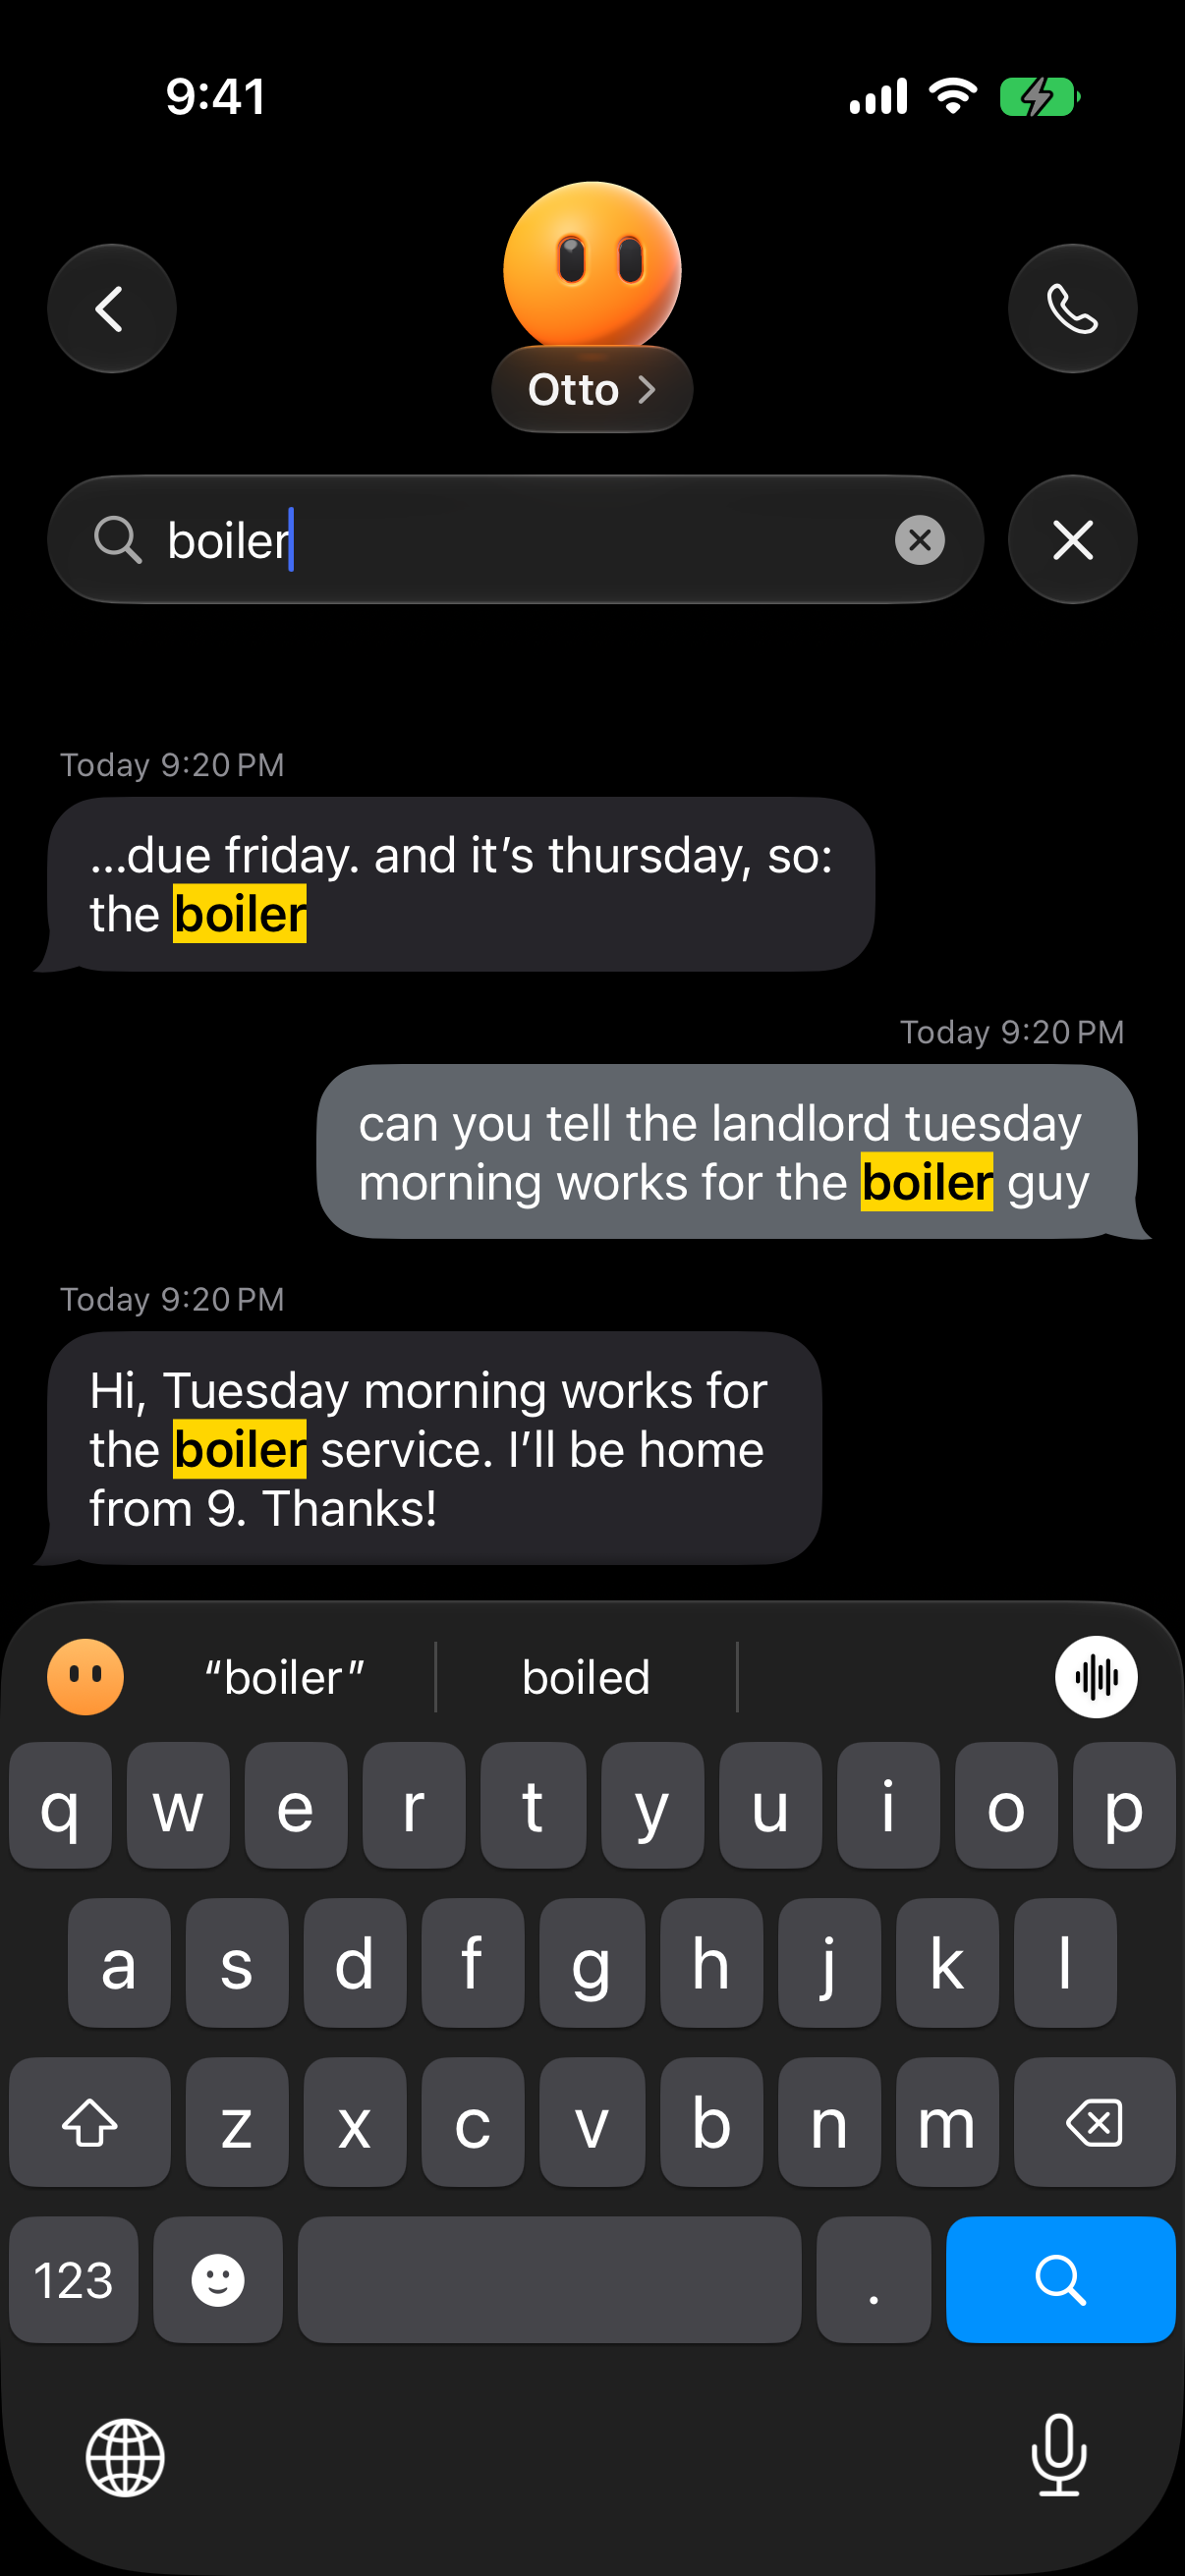 9:41
Otto
boiler
Today 9:20 PM
...due friday. and it’s thursday, so:
the boiler
Today 9:20 PM
can you tell the landlord tuesday
morning works for the boiler guy
Today 9:20 PM
Hi, Tuesday morning works for
the boiler service. I’ll be home
from 9. Thanks!
“boiler” boiled
q w e r t y u i o p
a s d f g h j k l
z x c v b n m
123 .